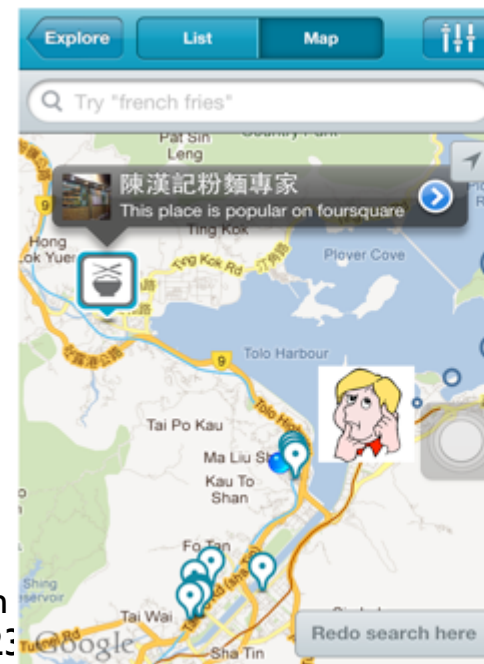 Explore
List
Map
Try "french fries"
Pat Sin
Leng
陳漢記粉麵專家
This place is popular on foursquare
9
Ting Kok
Hong
Lok Yuen
Ting Kok Rd
汀角路
Plover Cove
9
Tolo Harbour
Tai Po Kau
Ma Liu Sh
Kau To
Shan
Fo Tan
Shing
Tai Wai
Sha Tin
Google
Redo search here